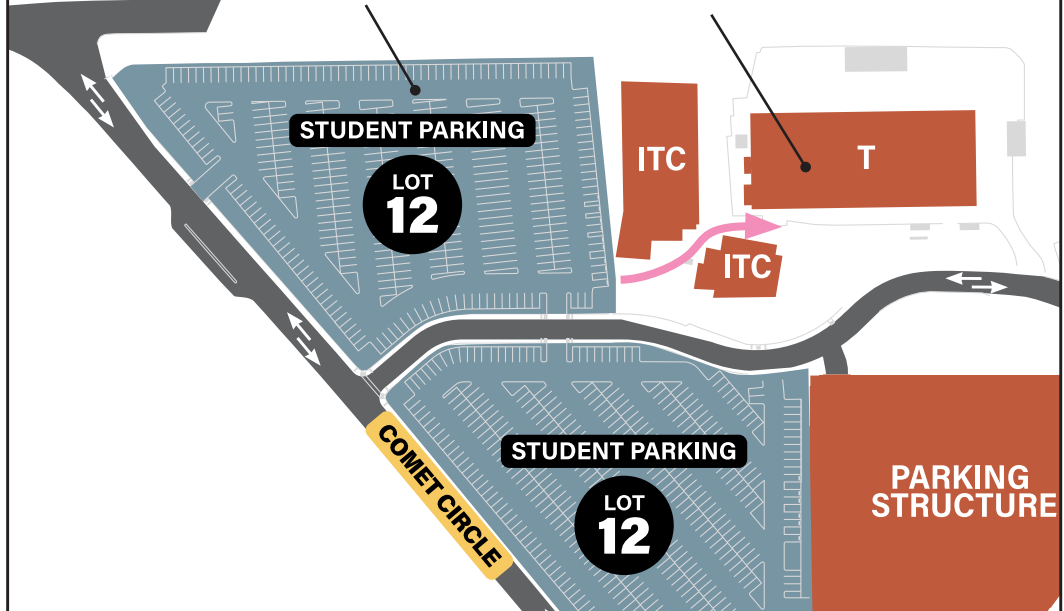 STUDENT PARKING
LOT
12
ITC
T
ITC
COMET CIRCLE
STUDENT PARKING
LOT
12
PARKING
STRUCTURE